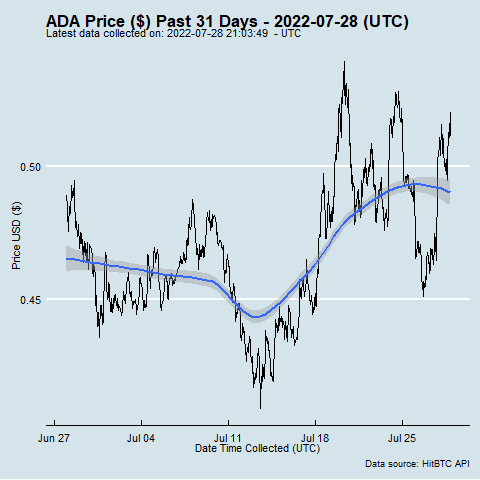 ADA Price ($) Past 31 Days - 2022-07-28 (UTC)
Latest data collected on: 2022-07-28 21:03:49 - UTC
Price USD ($)
0.50
0.45
Jun 27 Jul 04 Jul 11 Jul 18 Jul 25
Date Time Collected (UTC)
Data source: HitBTC API